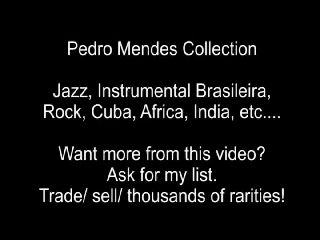 Pedro Mendes Collection
Jazz, Instrumental Brasileira,
Rock, Cuba, Africa, India, etc....
Want more from this video?
Ask for my list.
Trade/ sell/ thousands of rarities!